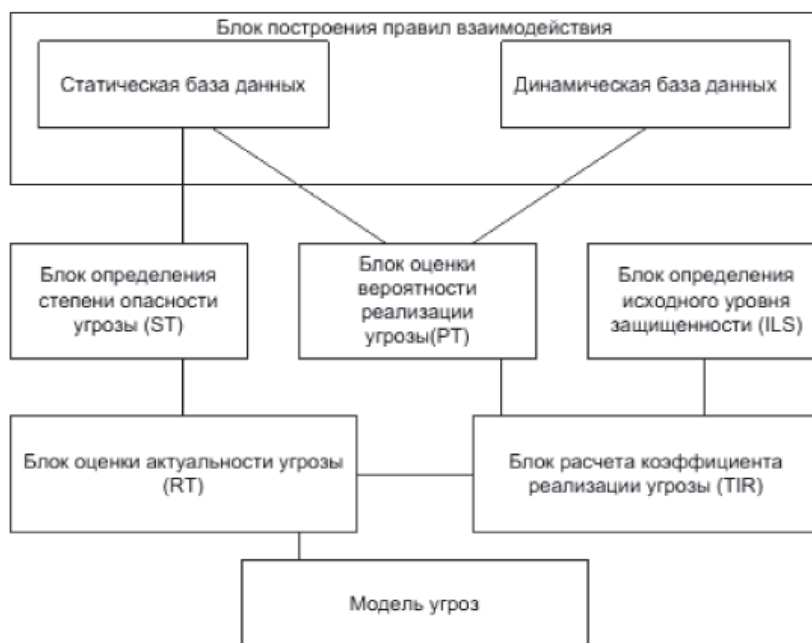 Блок построения правил взаимодействия
Статическая база данных
Динамическая база данных
Блок определения
степени опасности
угрозы (ST)
Блок оценки
вероятности
реализации
угрозы(PT)
Блок определения
исходного уровня
защищенности (ILS)
Блок оценки актуальности угрозы
(RT)
Блок расчета коэффициента
реализации угрозы (TIR)
Модель угроз